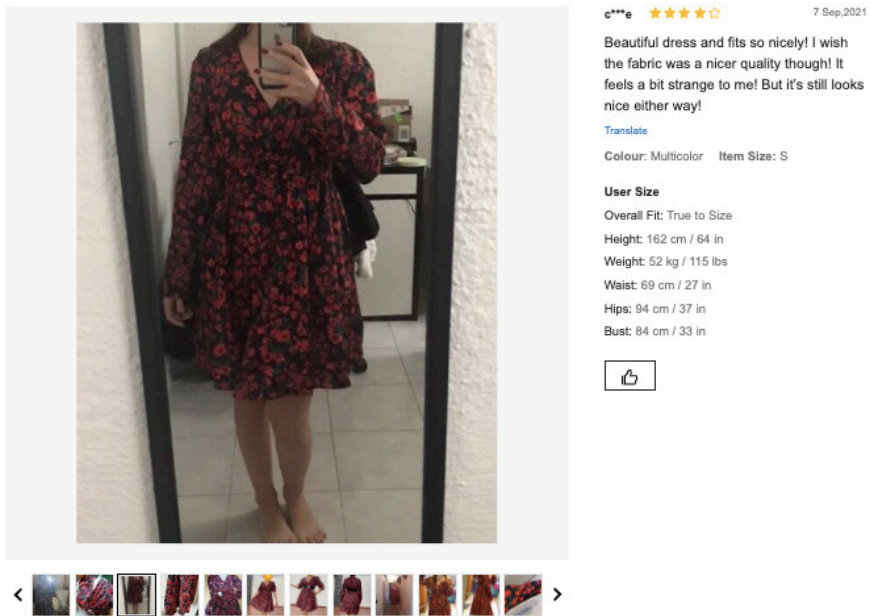 c***e
7 Sep,2021
Beautiful dress and fits so nicely! I wish
the fabric was a nicer quality though! It
feels a bit strange to me! But it's still looks
nice either way!
Translate
Colour: Multicolor Item Size: S
User Size
Overall Fit: True to Size
Height: 162 cm / 64 in
Weight: 52 kg / 115 lbs
Waist: 69 cm / 27 in
Hips: 94 cm / 37 in
Bust: 84 cm / 33 in